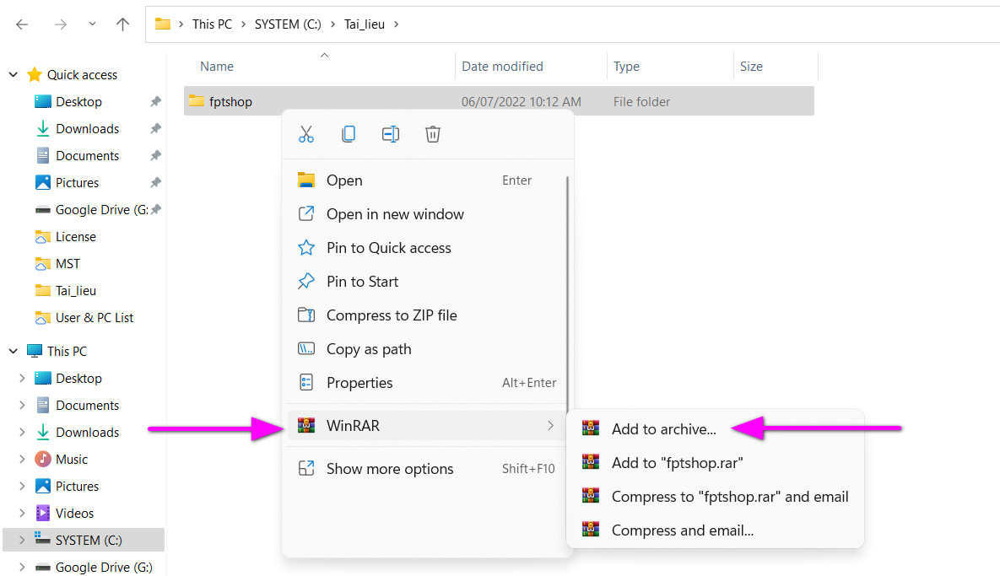 This PC > SYSTEM (C:) > Tai_lieu >
Name Date modified Type Size
fptshop 06/07/2022 10:12 AM File folder
Quick access
Desktop
Downloads
Documents
Pictures
Google Drive (G:
License
MST
Tai_lieu
User & PC List
This PC
Desktop
Documents
Downloads
Music
Pictures
Videos
SYSTEM (C:)
Google Drive (G:)
Open Enter
Open in new window
Pin to Quick access
Pin to Start
Compress to ZIP file
Copy as path
Properties Alt+Enter
WinRAR
Show more options Shift+F10
Add to archive...
Add to "fptshop.rar"
Compress to "fptshop.rar" and email
Compress and email...